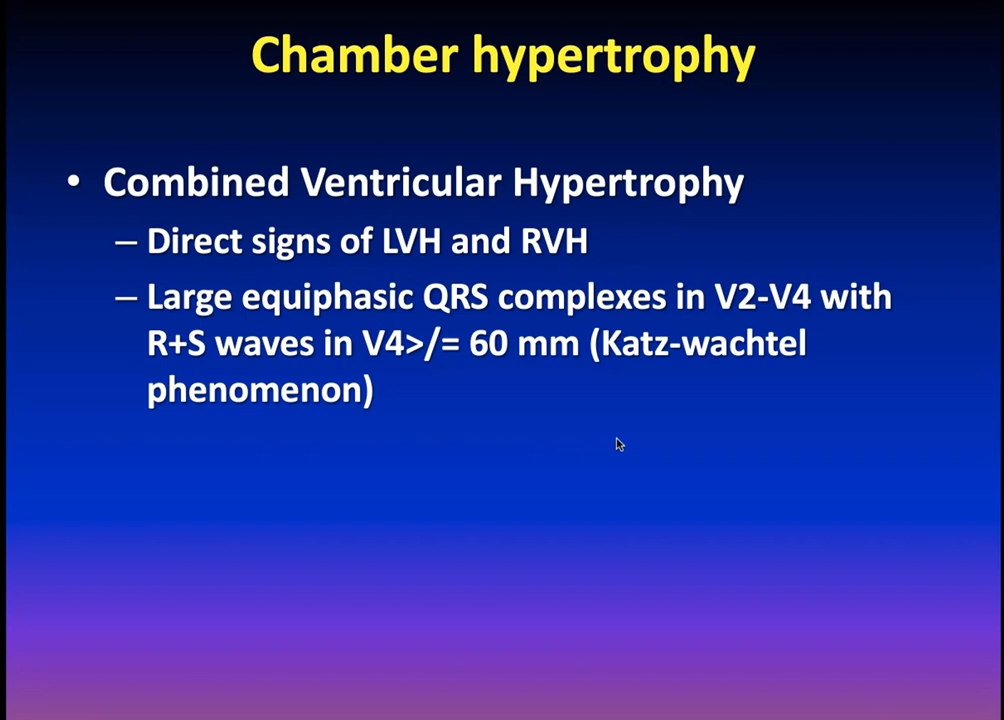 Chamber hypertrophy
• Combined Ventricular Hypertrophy
– Direct signs of LVH and RVH
– Large equiphasic QRS complexes in V2-V4 with
R+S waves in V4>/= 60 mm (Katz-wachtel
phenomenon)